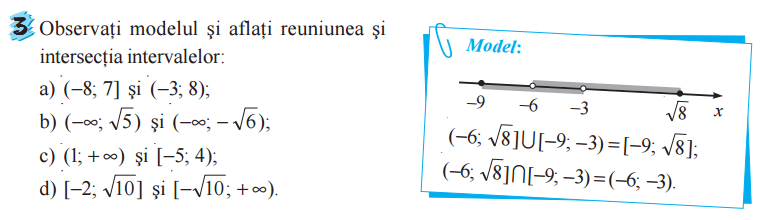 3 Observați modelul și aflați reuniunea și
intersecția intervalelor:
a) (–8; 7] și (–3; 8);
b) (–∞; √5) și (–∞; –√6);
c) (1; +∞) și [–5; 4);
d) [–2; √10] și [–√10; +∞).
Model:
–9 –6 –3 √8 x
(–6; √8]⋃[–9; –3)=[–9; √8];
(–6; √8]⋂[–9; –3)=(–6; –3).